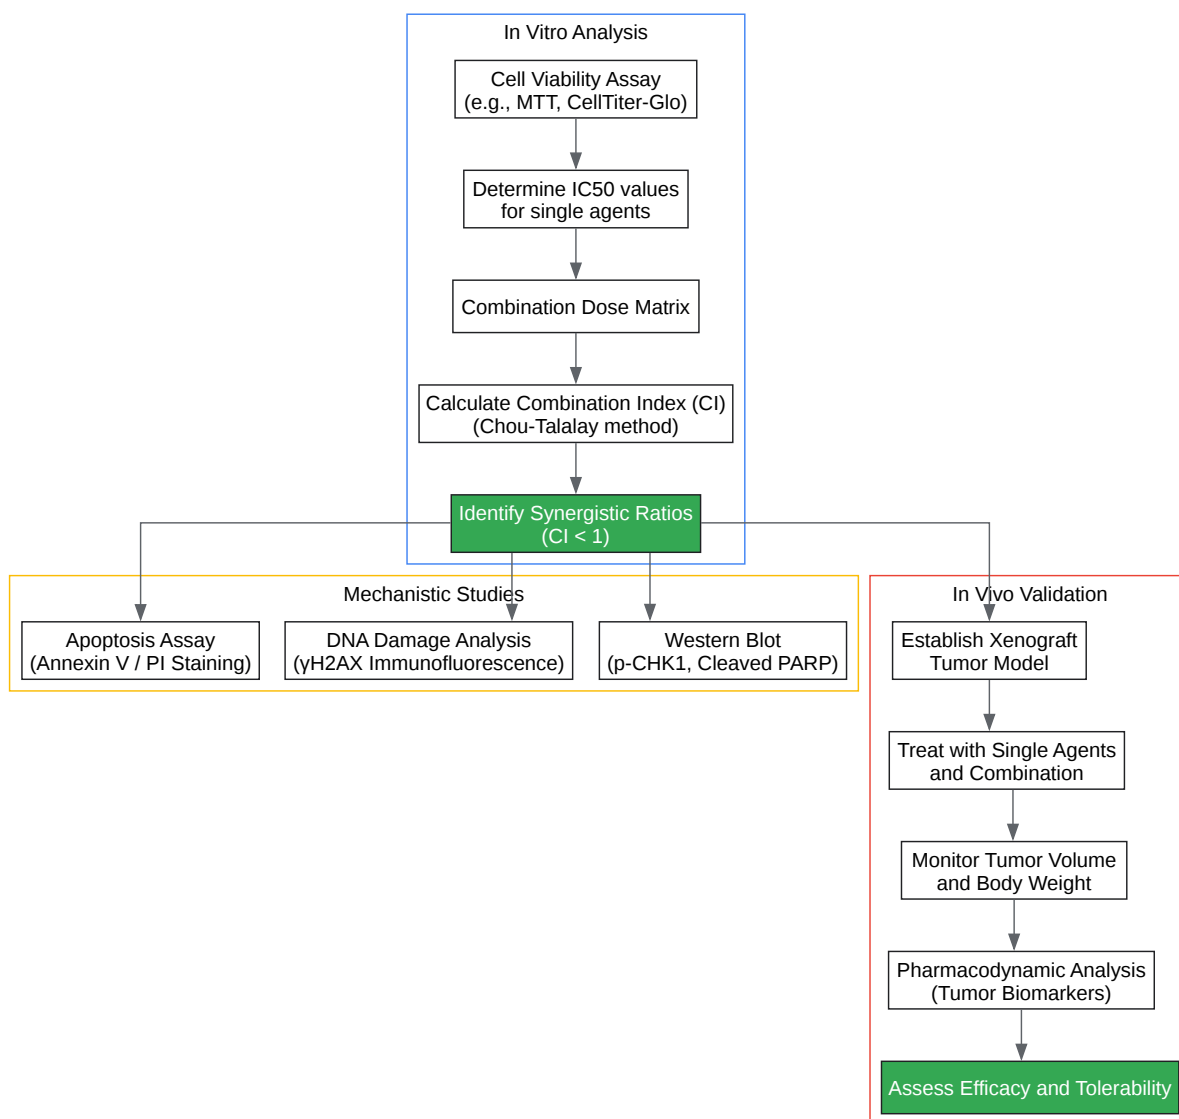 In Vitro Analysis
Cell Viability Assay
(e.g., MTT, CellTiter-Glo)
Determine IC50 values
for single agents
Combination Dose Matrix
Calculate Combination Index (CI)
(Chou-Talalay method)
Identify Synergistic Ratios
(CI < 1)
Mechanistic Studies
Apoptosis Assay
(Annexin V / PI Staining)
DNA Damage Analysis
(γH2AX Immunofluorescence)
Western Blot
(p-CHK1, Cleaved PARP)
In Vivo Validation
Establish Xenograft
Tumor Model
Treat with Single Agents
and Combination
Monitor Tumor Volume
and Body Weight
Pharmacodynamic Analysis
(Tumor Biomarkers)
Assess Efficacy and Tolerability